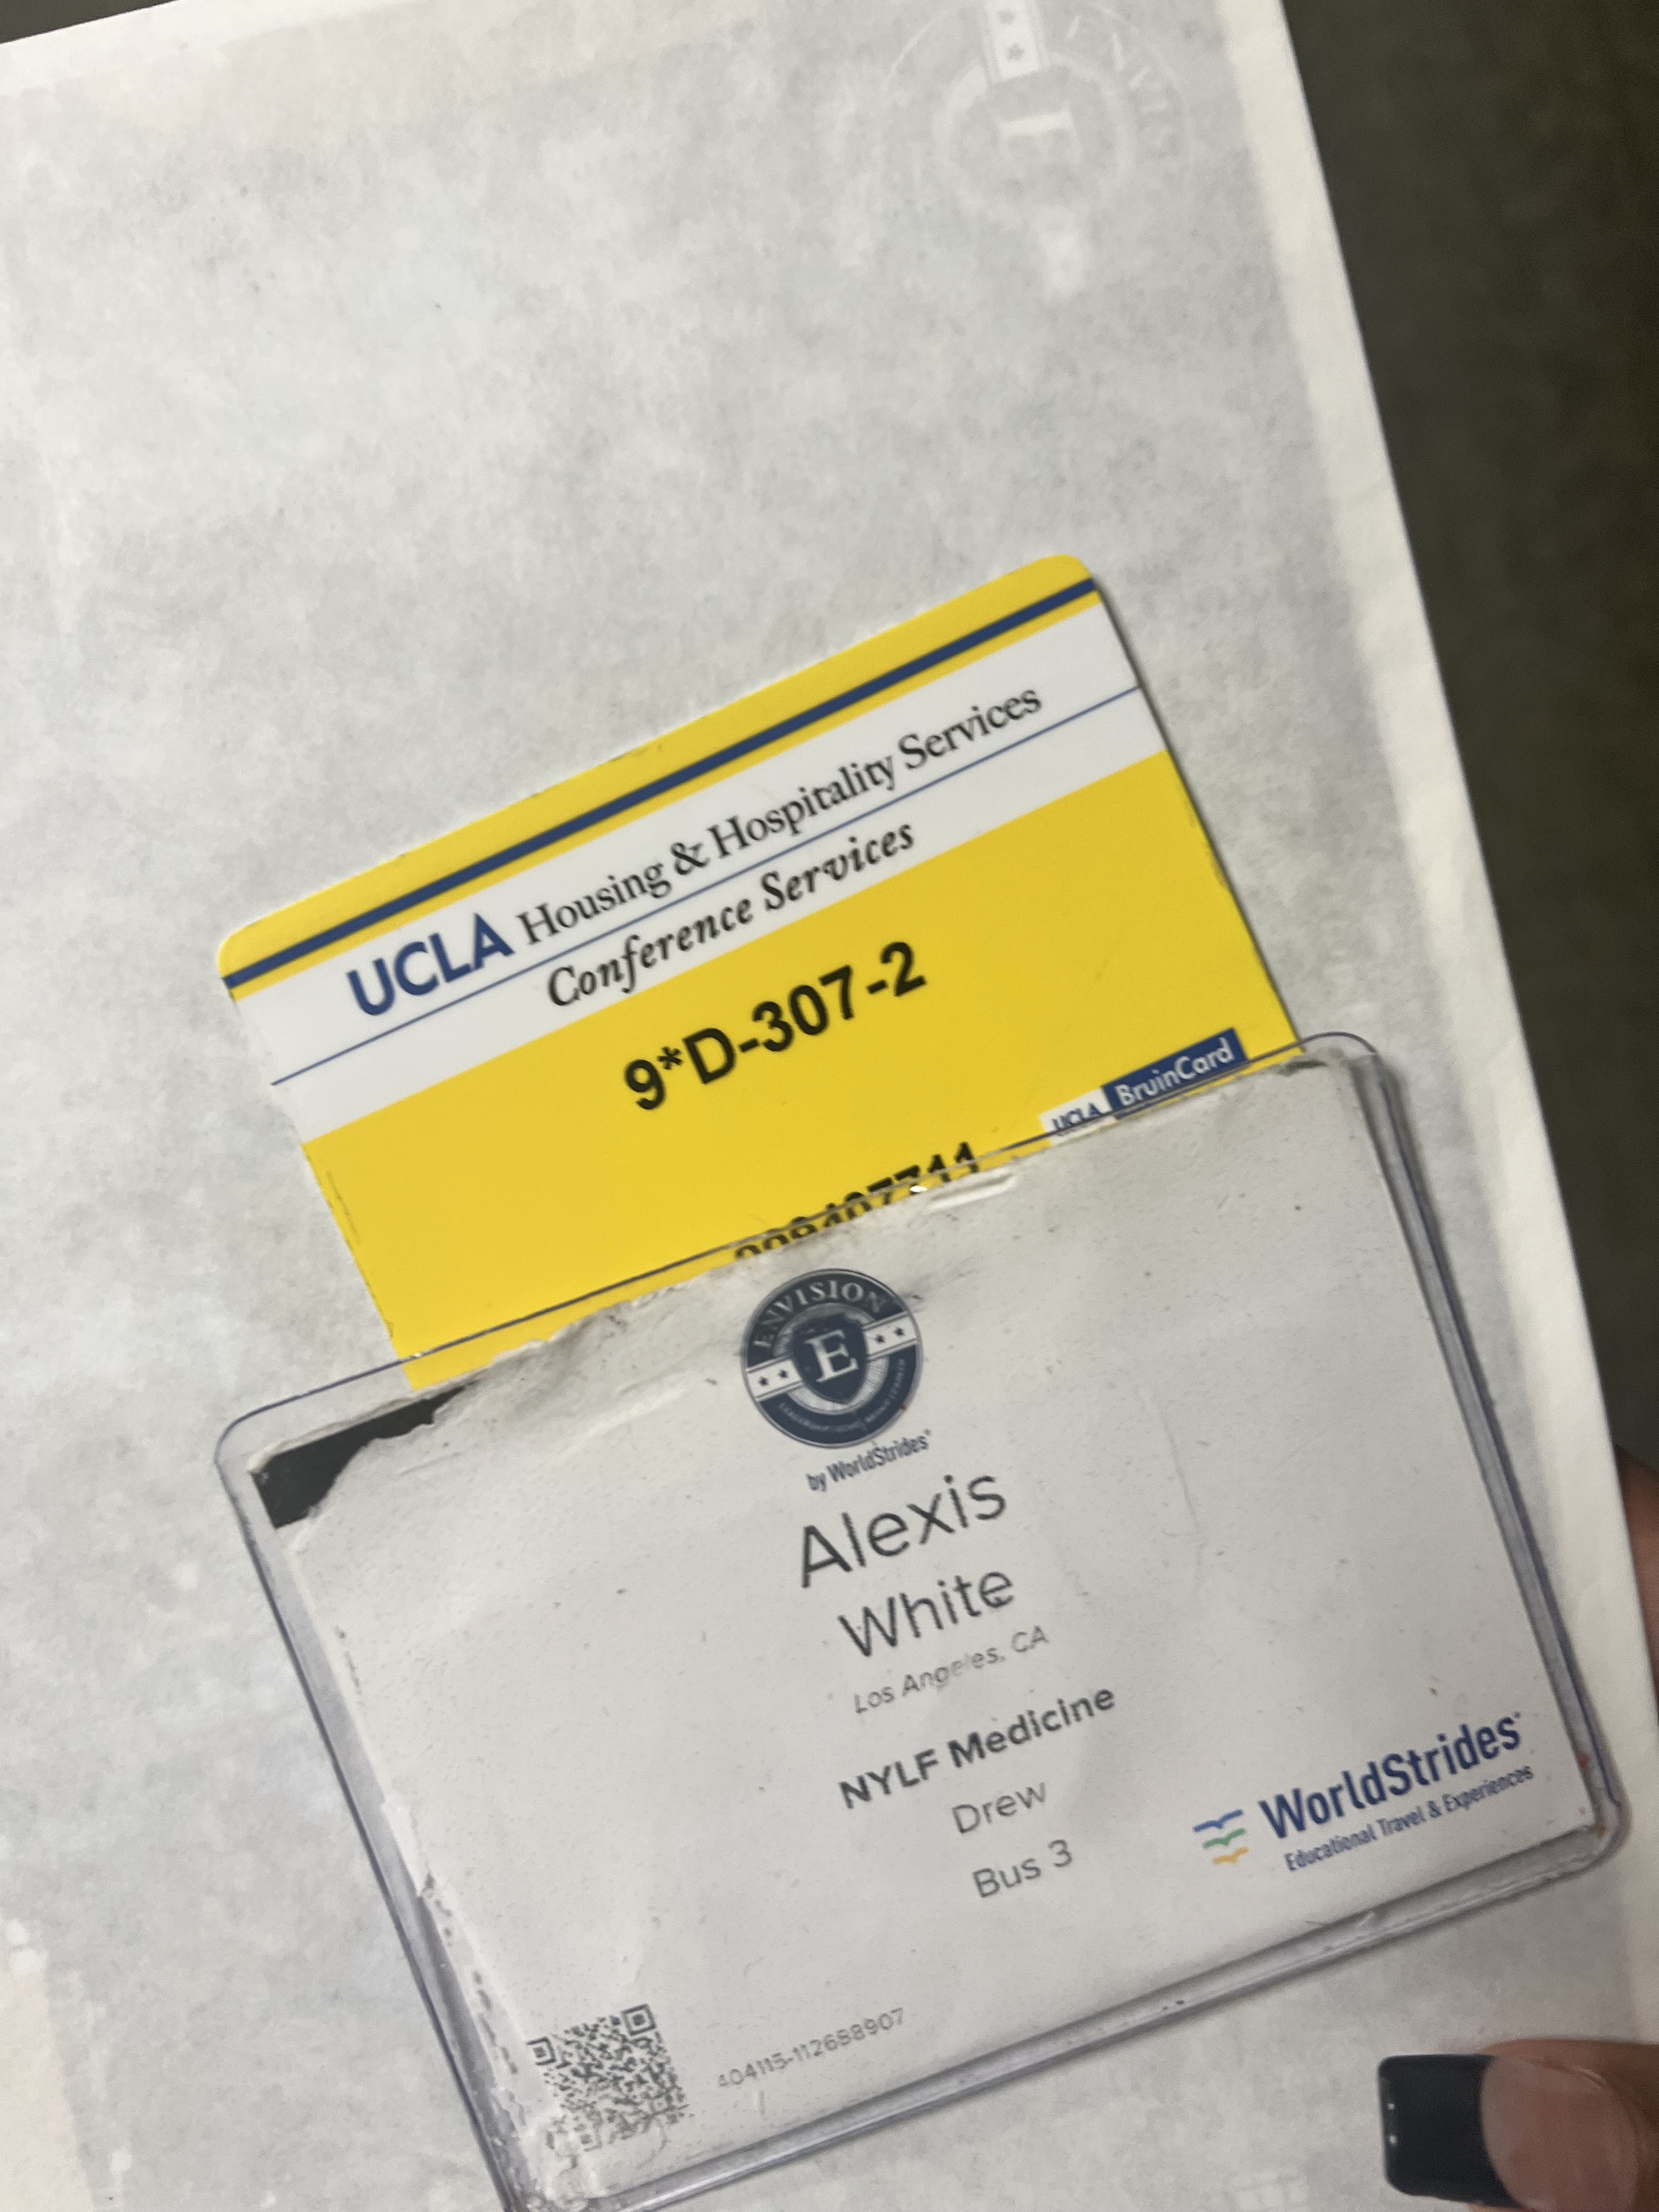 UCLA Housing & Hospitality Services
Conference Services
9*D-307-2
UCLA BruinCard
ENVISION
E
by WorldStrides
Alexis
White
Los Angeles, CA
NYLF Medicine
Drew
Bus 3
WorldStrides
Educational Travel & Experiences
404115-112688907